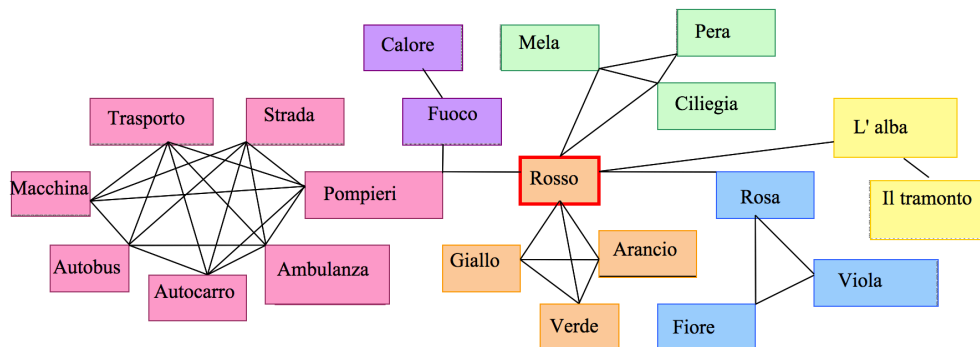 Calore
Mela
Pera
Trasporto
Strada
Fuoco
Ciliegia
L' alba
Macchina
Pompieri
Rosso
Rosa
Il tramonto
Autobus
Autocarro
Ambulanza
Giallo
Arancio
Verde
Fiore
Viola